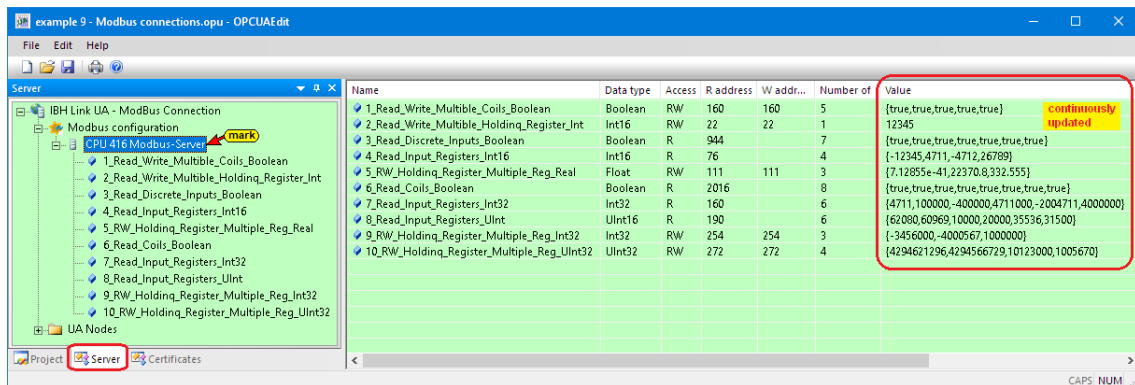 example 9 - Modbus connections.opu - OPCUAEdit
File Edit Help
Server
IBH Link UA - ModBus Connection
Modbus configuration
CPU 416 Modbus-Server
mark
1_Read_Write_Multible_Coils_Boolean
2_Read_Write_Multible_Holding_Register_Int
3_Read_Discrete_Inputs_Boolean
4_Read_Input_Registers_Int16
5_RW_Holding_Register_Multiple_Reg_Real
6_Read_Coils_Boolean
7_Read_Input_Registers_Int32
8_Read_Input_Registers_UInt
9_RW_Holding_Register_Multiple_Reg_Int32
10_RW_Holding_Register_Multiple_Reg_UInt32
UA Nodes
Project Server Certificates
Name Data type Access R address W addr... Number of Value
1_Read_Write_Multible_Coils_Boolean Boolean RW 160 160 5 {true,true,true,true,true}
2_Read_Write_Multible_Holding_Register_Int Int16 RW 22 22 1 12345
3_Read_Discrete_Inputs_Boolean Boolean R 944 7 {true,true,true,true,true,true,true}
4_Read_Input_Registers_Int16 Int16 R 76 4 {-12345,4711,-4712,26789}
5_RW_Holding_Register_Multiple_Reg_Real Float RW 111 111 3 {7.12855e-41,22370.8,332.555}
6_Read_Coils_Boolean Boolean R 2016 8 {true,true,true,true,true,true,true,true}
7_Read_Input_Registers_Int32 Int32 R 160 6 {4711,100000,-400000,4711000,-2004711,4000000}
8_Read_Input_Registers_UInt UInt16 R 190 6 {62080,60969,10000,20000,35536,31500}
9_RW_Holding_Register_Multiple_Reg_Int32 Int32 RW 254 254 3 {-3456000,-4000567,1000000}
10_RW_Holding_Register_Multiple_Reg_UInt32 UInt32 RW 272 272 4 {4294621296,4294566729,10123000,1005670}
continuously
updated
CAPS NUM